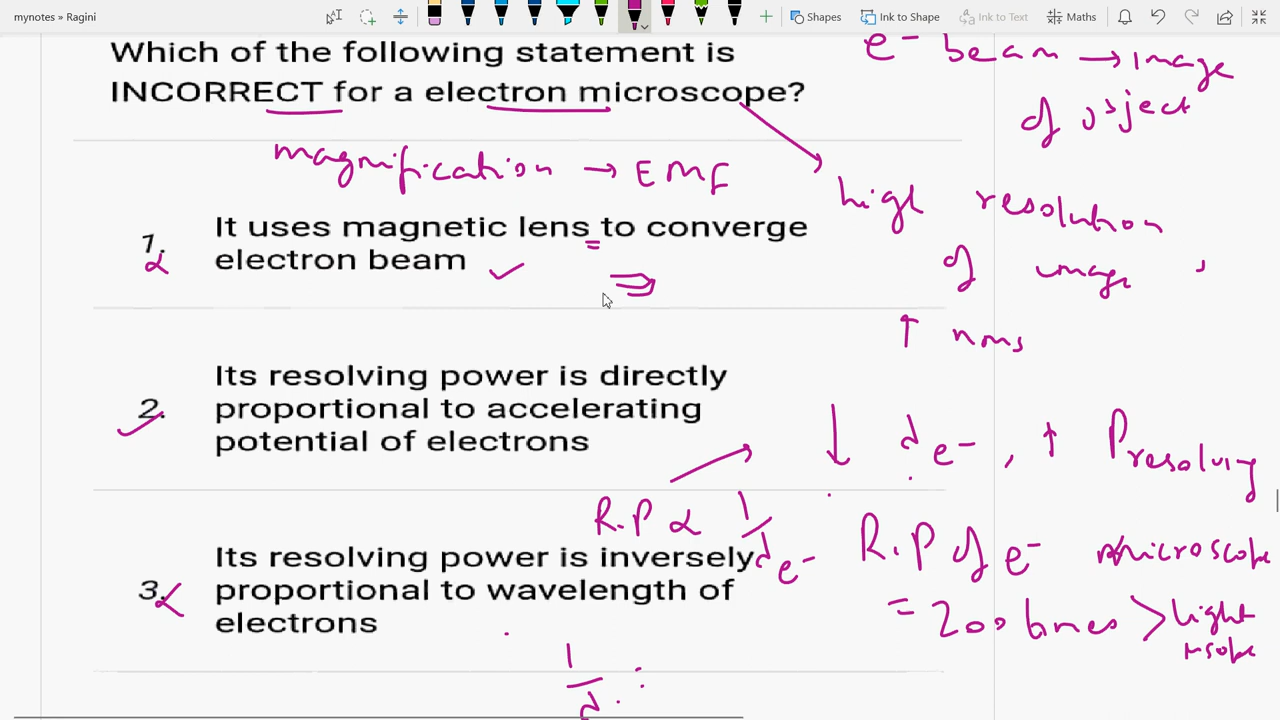 mynotes » Ragini
Shapes
Ink to Shape
Ink to Text
Maths
Which of the following statement is
INCORRECT for a electron microscope?
e- beam → image
of object
magnification → EMF
high resolution
of image
↑ nms
1. It uses magnetic lens to converge
electron beam
2. Its resolving power is directly
proportional to accelerating
potential of electrons
↓ λ e- , ↑ P resolving
R.P ∝ 1/λ e-
3. Its resolving power is inversely
proportional to wavelength of
electrons
R.P of e- microscope
= 200 times > light
1/λ